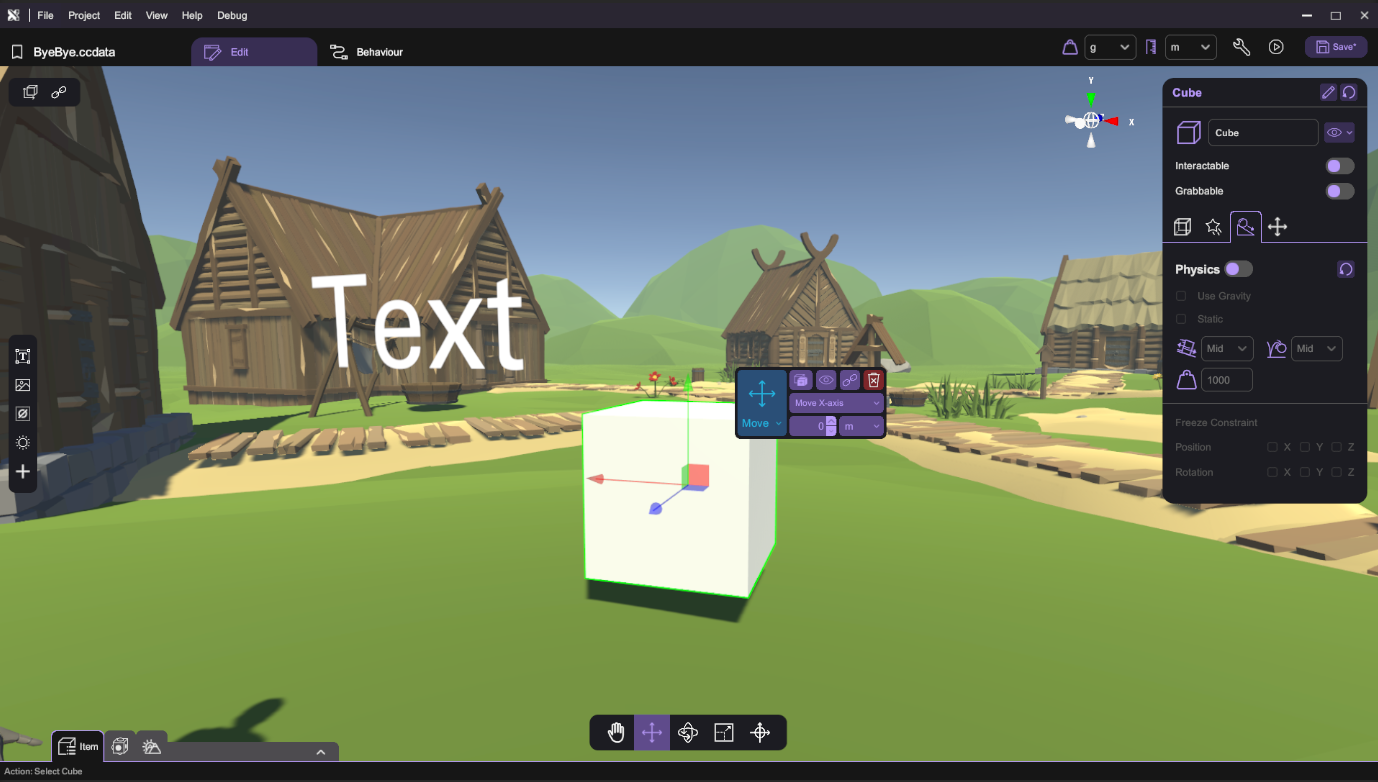 File Project Edit View Help Debug
ByeBye.ccdata Edit Behaviour g m Save*
Y
X
Text
Move
Move X-axis
0 m
Cube
Cube
Interactable
Grabbable
Physics
Use Gravity
Static
Mid Mid
1000
Freeze Constraint
Position X Y Z
Rotation X Y Z
Item
Action: Select Cube